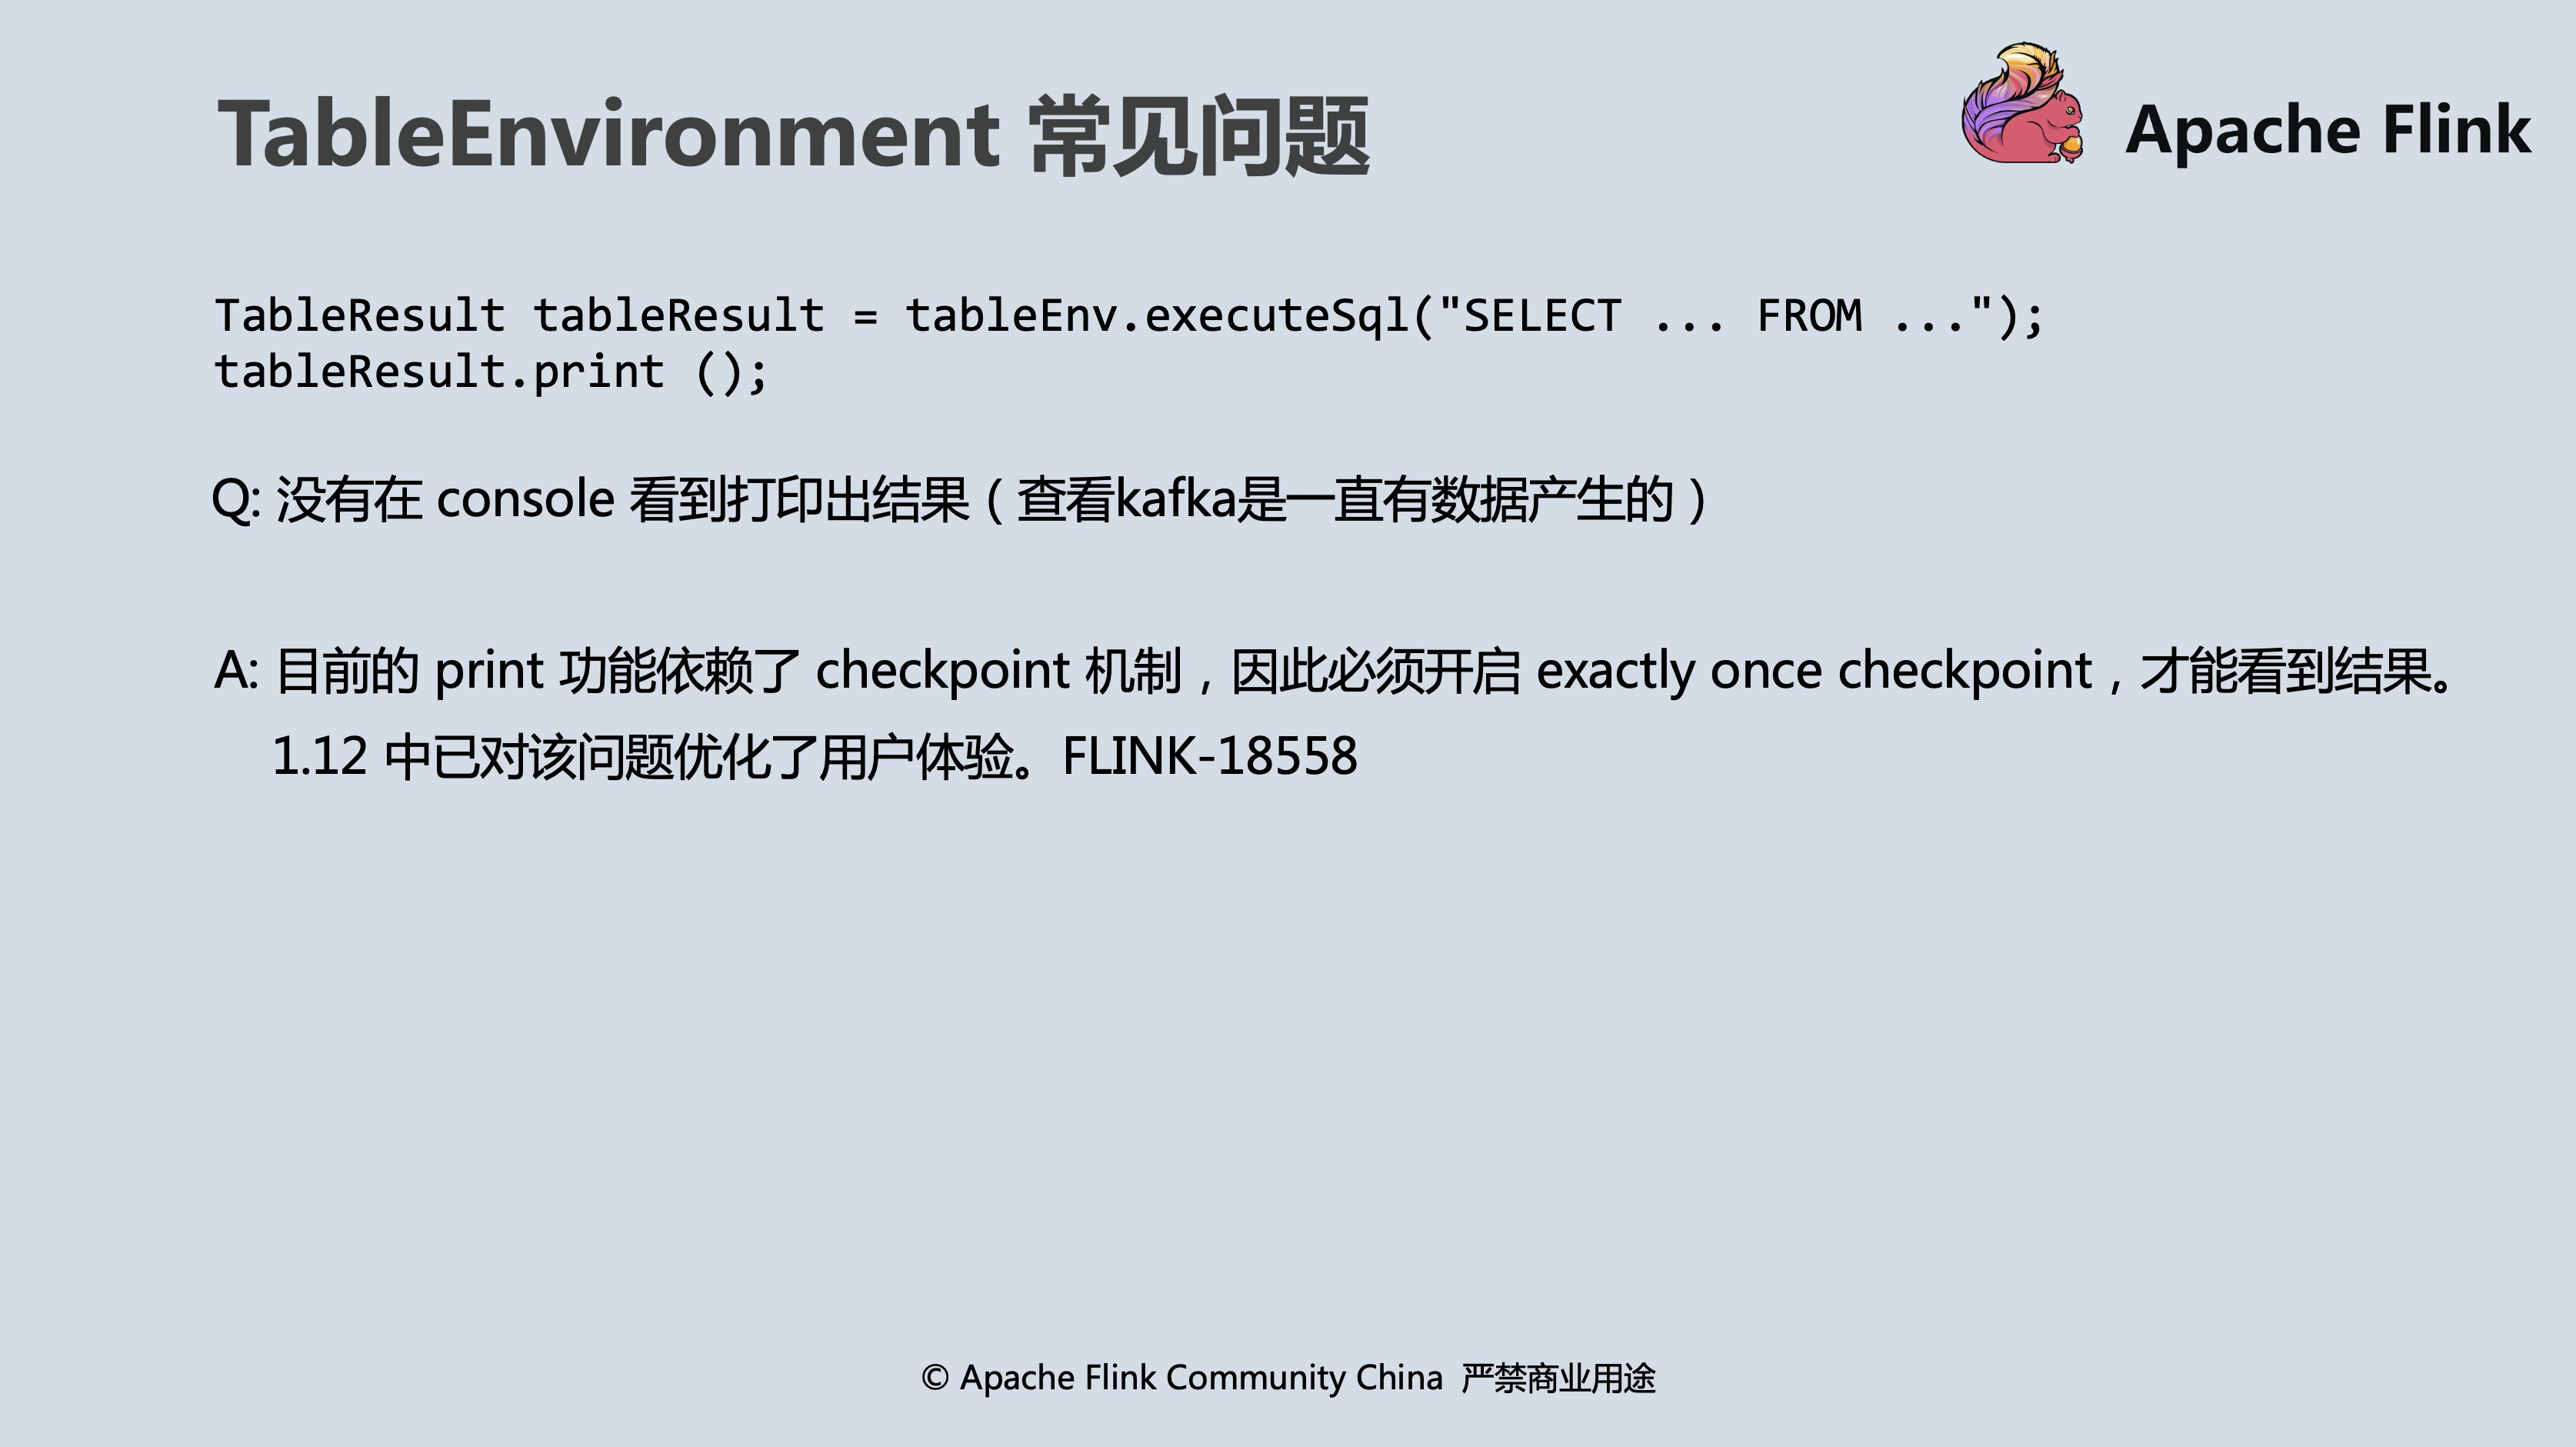 TableEnvironment 常见问题
Apache Flink
TableResult tableResult = tableEnv.executeSql("SELECT ... FROM ...");
tableResult.print ();
Q: 没有在 console 看到打印出结果（查看kafka是一直有数据产生的）
A: 目前的 print 功能依赖了 checkpoint 机制，因此必须开启 exactly once checkpoint，才能看到结果。
1.12 中已对该问题优化了用户体验。FLINK-18558
© Apache Flink Community China 严禁商业用途